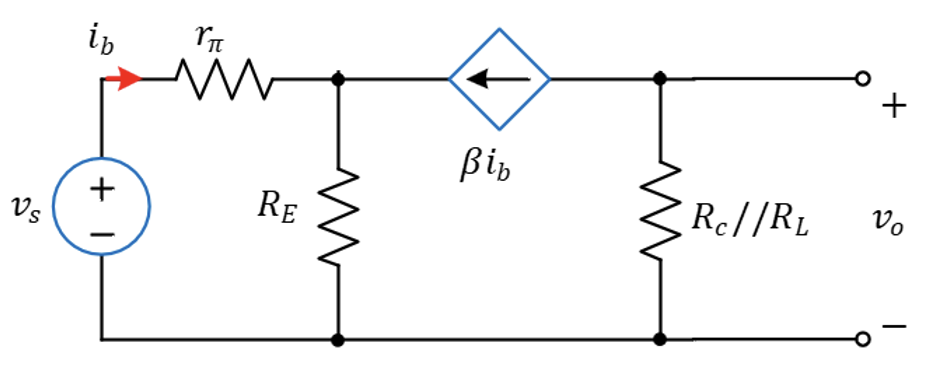 i_b
r_π
+
βi_b
v_s
+
−
R_E
R_c//R_L
v_o
−